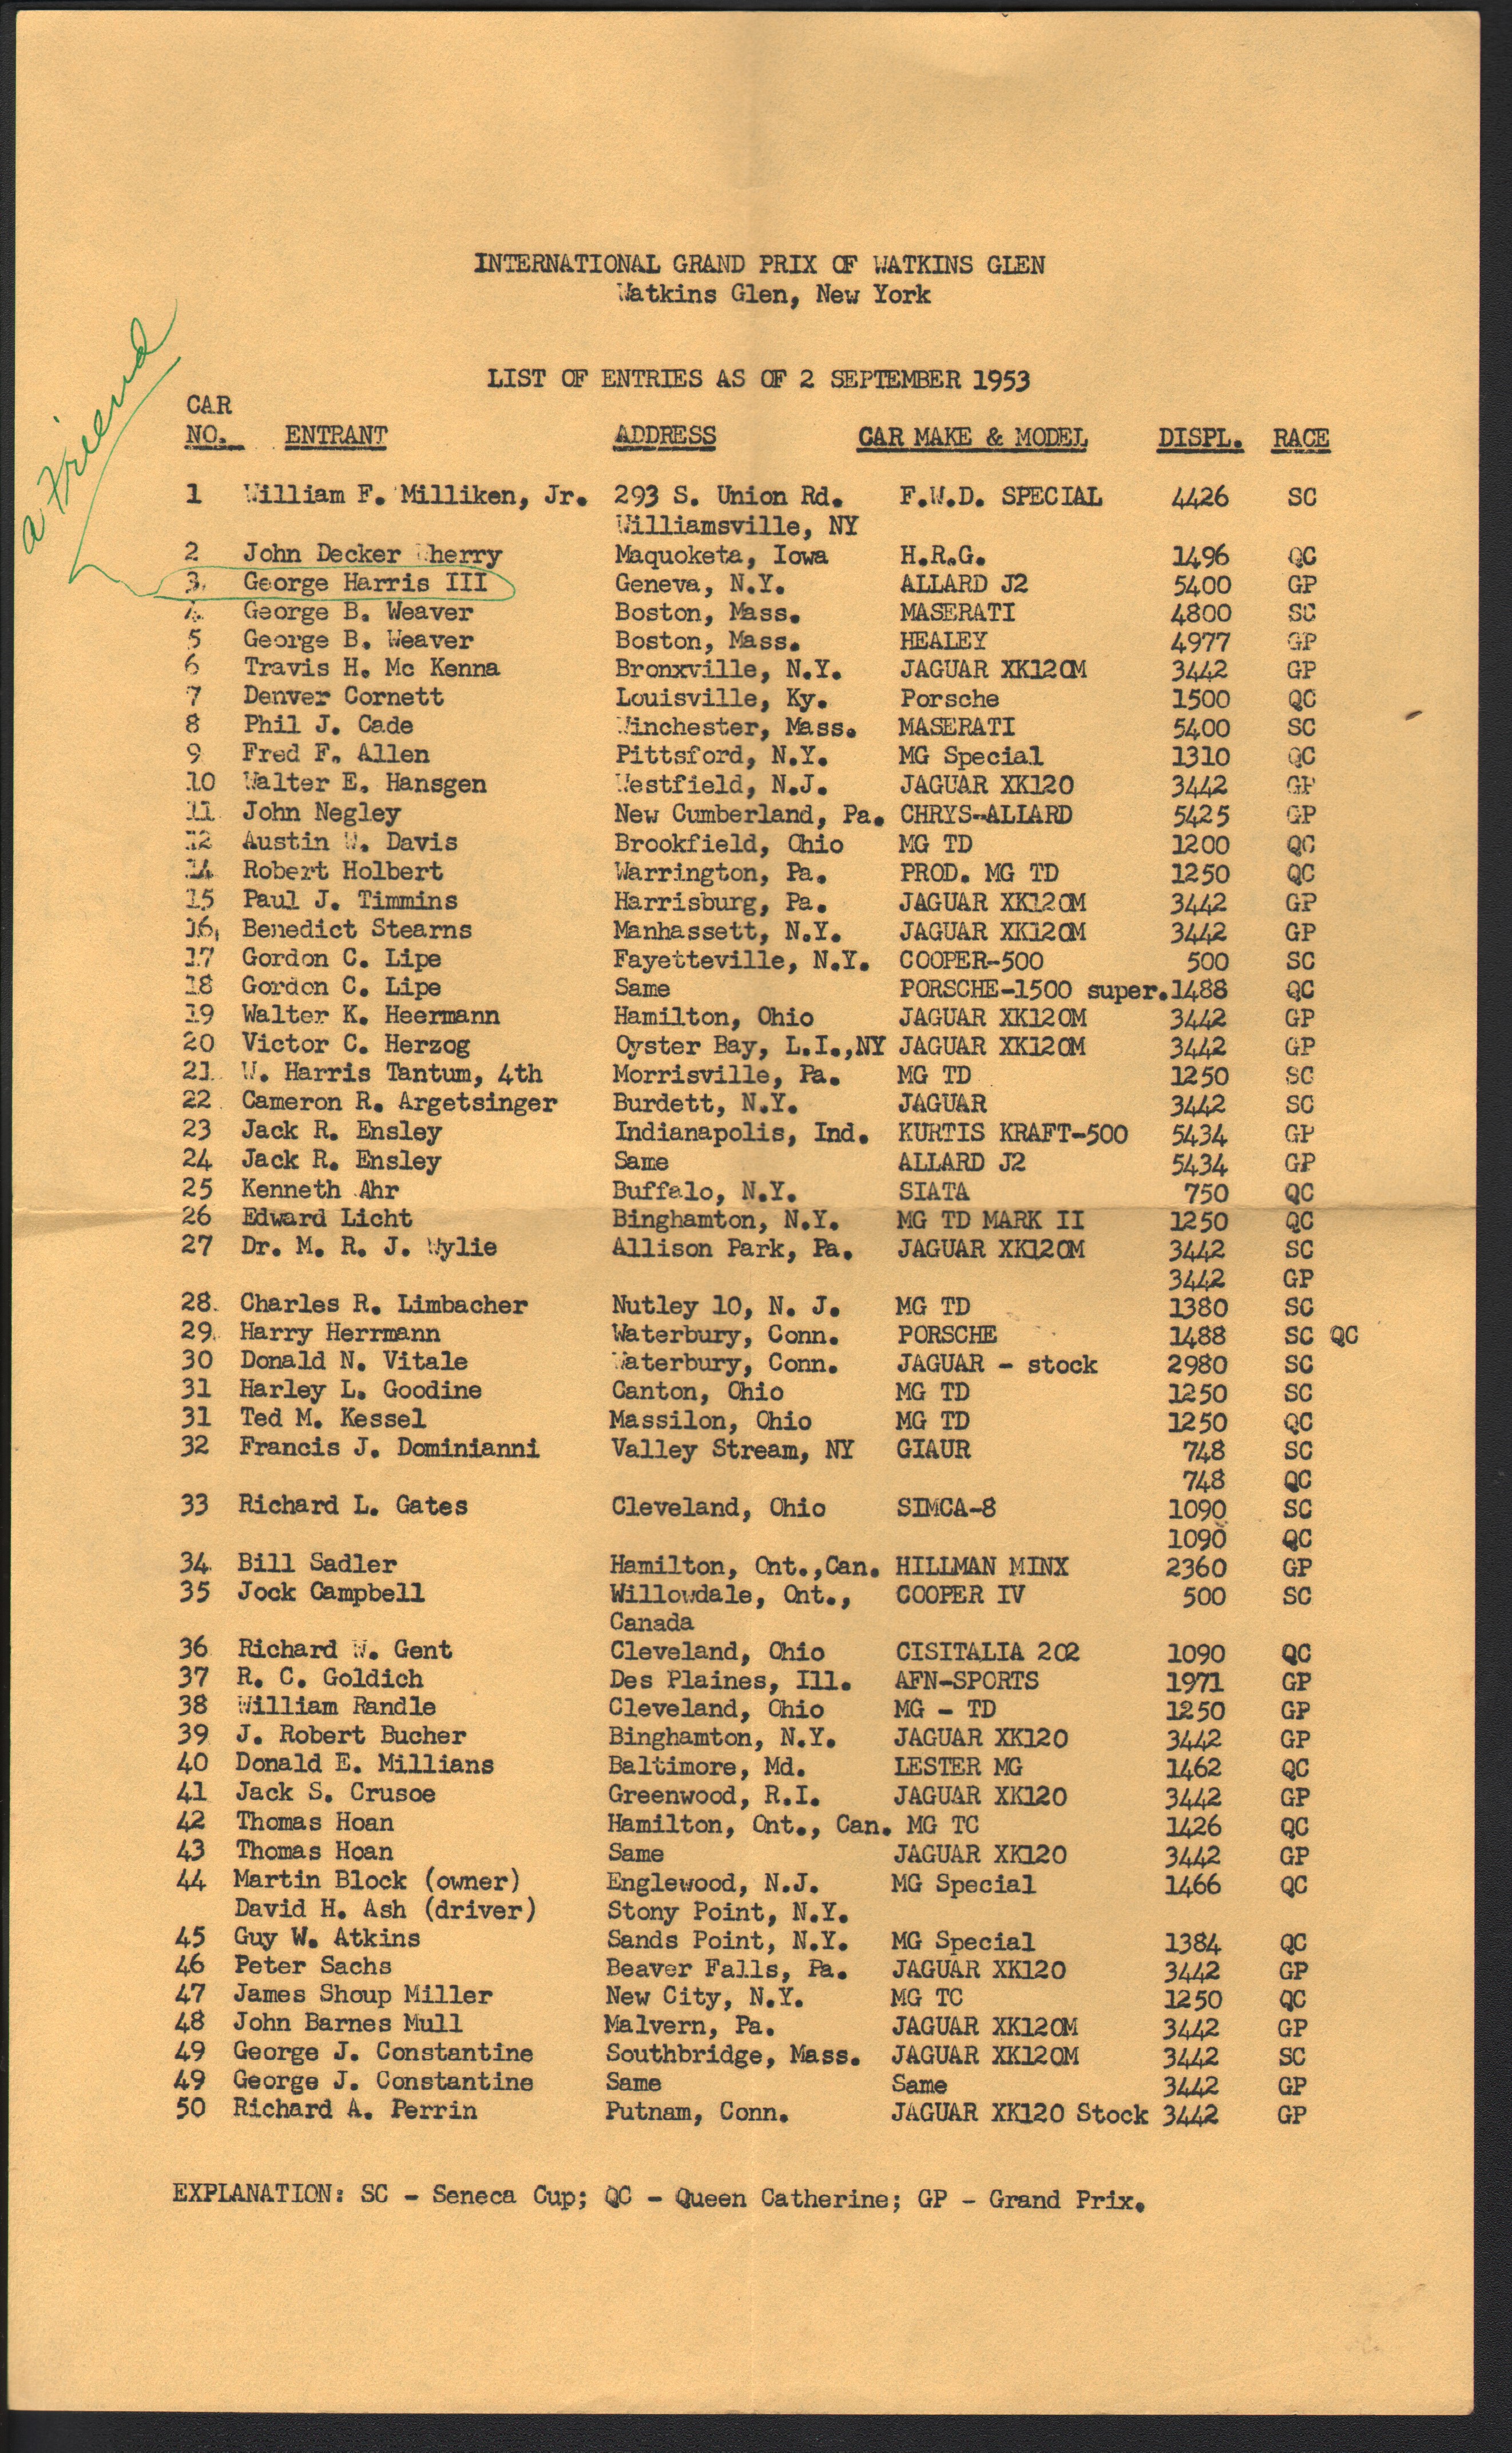 INTERNATIONAL GRAND PRIX OF WATKINS GLEN
Watkins Glen, New York
a friend
LIST OF ENTRIES AS OF 2 SEPTEMBER 1953
CAR
NO. ENTRANT ADDRESS CAR MAKE & MODEL DISPL. RACE
1 William F. Milliken, Jr. 293 S. Union Rd. F.W.D. SPECIAL 4426 SC
Williamsville, NY
2 John Decker Cherry Maquoketa, Iowa H.R.G. 1496 QC
3. George Harris III Geneva, N.Y. ALLARD J2 5400 GP
4 George B. Weaver Boston, Mass. MASERATI 4800 SC
5 George B. Weaver Boston, Mass. HEALEY 4977 GP
6 Travis H. Mc Kenna Bronxville, N.Y. JAGUAR XK120M 3442 GP
7 Denver Cornett Louisville, Ky. Porsche 1500 QC
8 Phil J. Cade Winchester, Mass. MASERATI 5400 SC
9 Fred F. Allen Pittsford, N.Y. MG Special 1310 QC
10 Walter E. Hansgen Westfield, N.J. JAGUAR XK120 3442 GP
11 John Negley New Cumberland, Pa. CHRYS-ALLARD 5425 GP
12 Austin W. Davis Brookfield, Ohio MG TD 1200 QC
14 Robert Holbert Warrington, Pa. PROD. MG TD 1250 QC
15 Paul J. Timmins Harrisburg, Pa. JAGUAR XK120M 3442 GP
16, Benedict Stearns Manhassett, N.Y. JAGUAR XK120M 3442 GP
17 Gordon C. Lipe Fayetteville, N.Y. COOPER-500 500 SC
18 Gordon C. Lipe Same PORSCHE-1500 super. 1488 QC
19 Walter K. Heermann Hamilton, Ohio JAGUAR XK120M 3442 GP
20 Victor C. Herzog Oyster Bay, L.I.,NY JAGUAR XK120M 3442 GP
21 W. Harris Tantum, 4th Morrisville, Pa. MG TD 1250 SC
22 Cameron R. Argetsinger Burdett, N.Y. JAGUAR 3442 SC
23 Jack R. Ensley Indianapolis, Ind. KURTIS KRAFT-500 5434 GP
24 Jack R. Ensley Same ALLARD J2 5434 GP
25 Kenneth Ahr Buffalo, N.Y. SIATA 750 QC
26 Edward Licht Binghamton, N.Y. MG TD MARK II 1250 QC
27 Dr. M. R. J. Wylie Allison Park, Pa. JAGUAR XK120M 3442 SC
3442 GP
28. Charles R. Limbacher Nutley 10, N. J. MG TD 1380 SC
29. Harry Herrmann Waterbury, Conn. PORSCHE 1488 SC QC
30 Donald N. Vitale Waterbury, Conn. JAGUAR - stock 2980 SC
31 Harley L. Goodine Canton, Ohio MG TD 1250 SC
31 Ted M. Kessel Massilon, Ohio MG TD 1250 QC
32 Francis J. Dominianni Valley Stream, NY GIAUR 748 SC
748 QC
33 Richard L. Gates Cleveland, Ohio SIMCA-8 1090 SC
1090 QC
34 Bill Sadler Hamilton, Ont.,Can. HILLMAN MINX 2360 GP
35 Jock Campbell Willowdale, Ont., COOPER IV 500 SC
Canada
36 Richard W. Gent Cleveland, Ohio CISITALIA 202 1090 QC
37 R. C. Goldich Des Plaines, Ill. AFN-SPORTS 1971 GP
38 William Randle Cleveland, Ohio MG - TD 1250 GP
39 J. Robert Bucher Binghamton, N.Y. JAGUAR XK120 3442 GP
40 Donald E. Millians Baltimore, Md. LESTER MG 1462 QC
41 Jack S. Crusoe Greenwood, R.I. JAGUAR XK120 3442 GP
42 Thomas Hoan Hamilton, Ont., Can. MG TC 1426 QC
43 Thomas Hoan Same JAGUAR XK120 3442 GP
44 Martin Block (owner) Englewood, N.J. MG Special 1466 QC
David H. Ash (driver) Stony Point, N.Y.
45 Guy W. Atkins Sands Point, N.Y. MG Special 1384 QC
46 Peter Sachs Beaver Falls, Pa. JAGUAR XK120 3442 GP
47 James Shoup Miller New City, N.Y. MG TC 1250 QC
48 John Barnes Mull Malvern, Pa. JAGUAR XK120M 3442 GP
49 George J. Constantine Southbridge, Mass. JAGUAR XK120M 3442 SC
49 George J. Constantine Same Same 3442 GP
50 Richard A. Perrin Putnam, Conn. JAGUAR XK120 Stock 3442 GP
EXPLANATION: SC - Seneca Cup; QC - Queen Catherine; GP - Grand Prix.